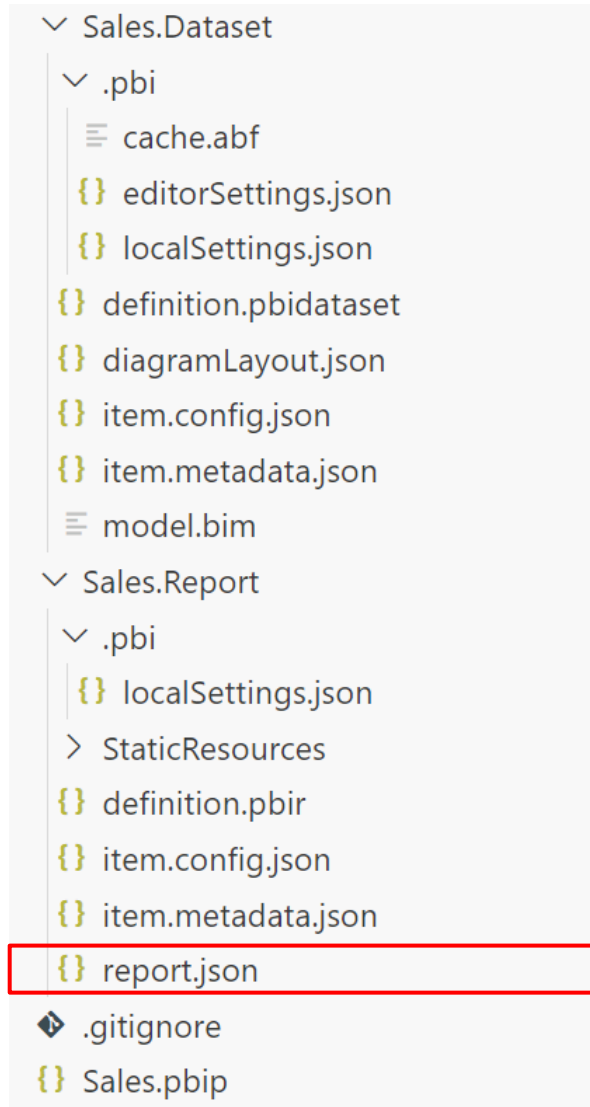 Sales.Dataset
.pbi
cache.abf
editorSettings.json
localSettings.json
definition.pbidataset
diagramLayout.json
item.config.json
item.metadata.json
model.bim
Sales.Report
.pbi
localSettings.json
StaticResources
definition.pbir
item.config.json
item.metadata.json
report.json
.gitignore
Sales.pbip